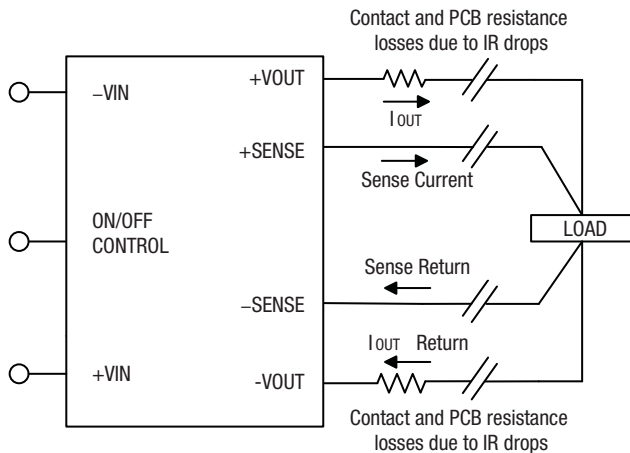 Contact and PCB resistance
losses due to IR drops
+VOUT
−VIN
IOUT
+SENSE
Sense Current
ON/OFF
CONTROL
LOAD
Sense Return
−SENSE
IOUT Return
+VIN
-VOUT
Contact and PCB resistance
losses due to IR drops